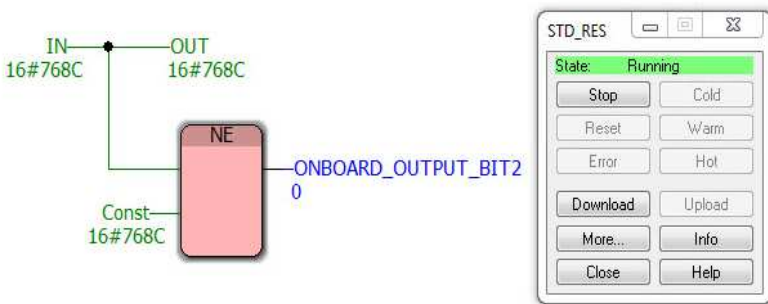 IN OUT
16#768C 16#768C
NE
ONBOARD_OUTPUT_BIT2
0
Const
16#768C
STD_RES
State: Running
Stop Cold
Reset Warm
Error Hot
Download Upload
More... Info
Close Help